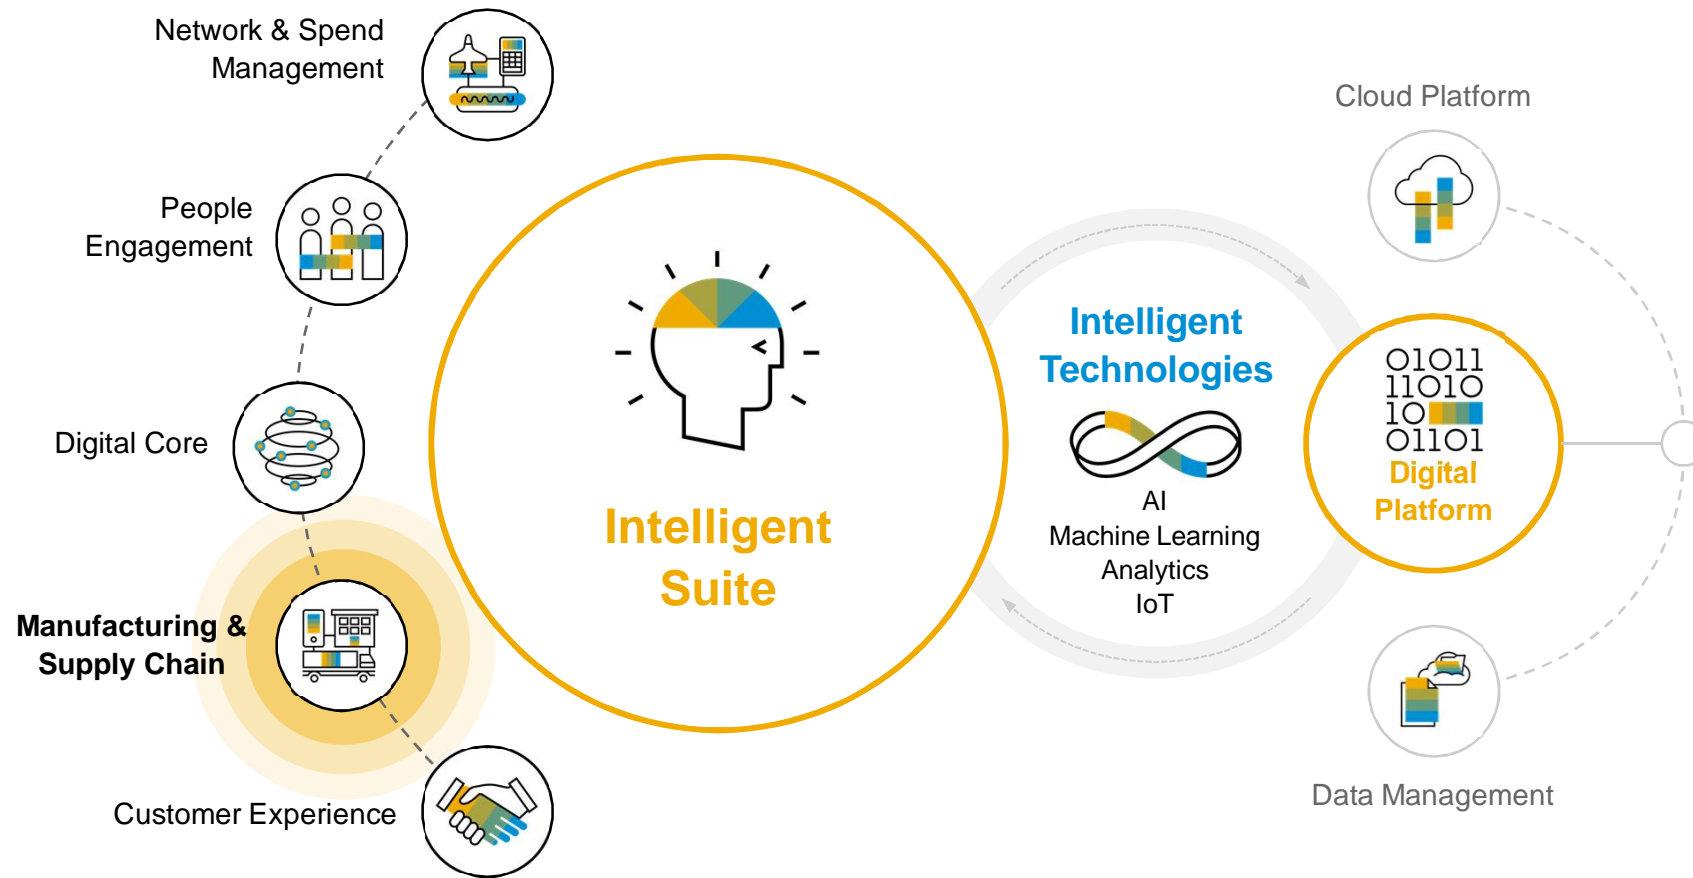 Network & Spend
Management
People
Engagement
Digital Core
Manufacturing &
Supply Chain
Customer Experience
Intelligent
Suite
Intelligent
Technologies
AI
Machine Learning
Analytics
IoT
Cloud Platform
01011
11010
10
01101
Digital
Platform
Data Management